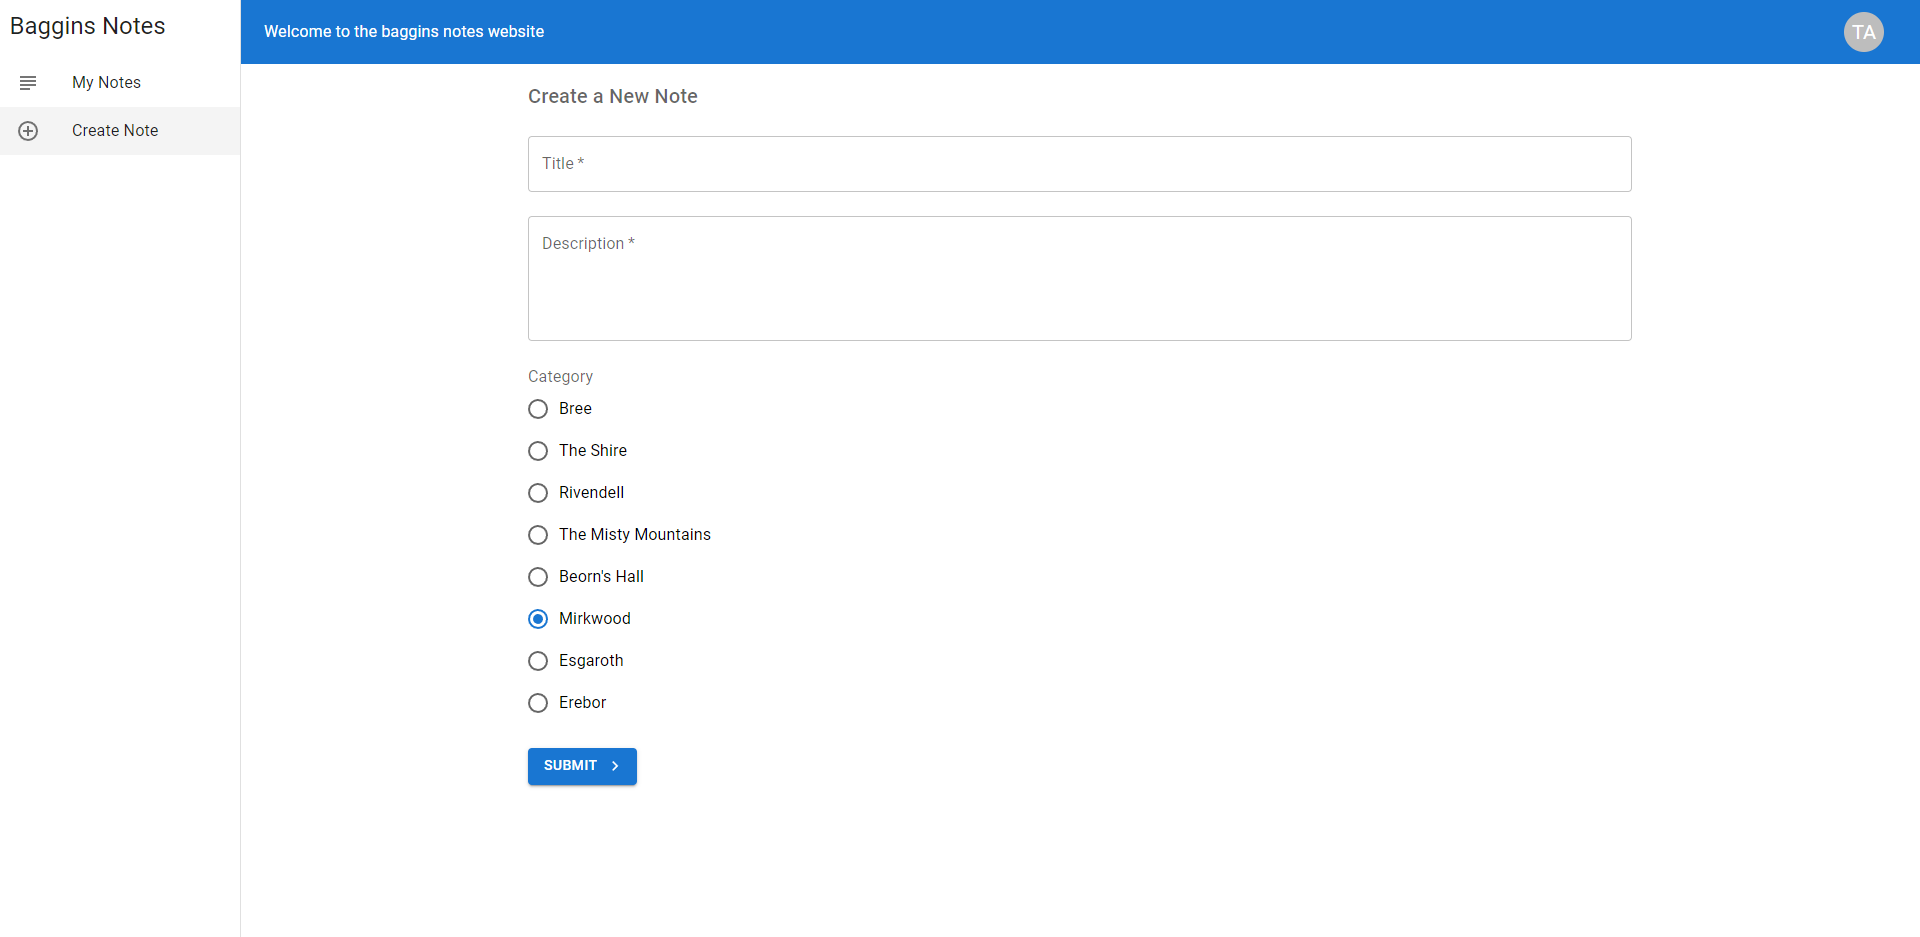 Baggins Notes
My Notes
Create Note
Welcome to the baggins notes website
TA
Create a New Note
Title *
Description *
Category
Bree
The Shire
Rivendell
The Misty Mountains
Beorn's Hall
Mirkwood
Esgaroth
Erebor
SUBMIT